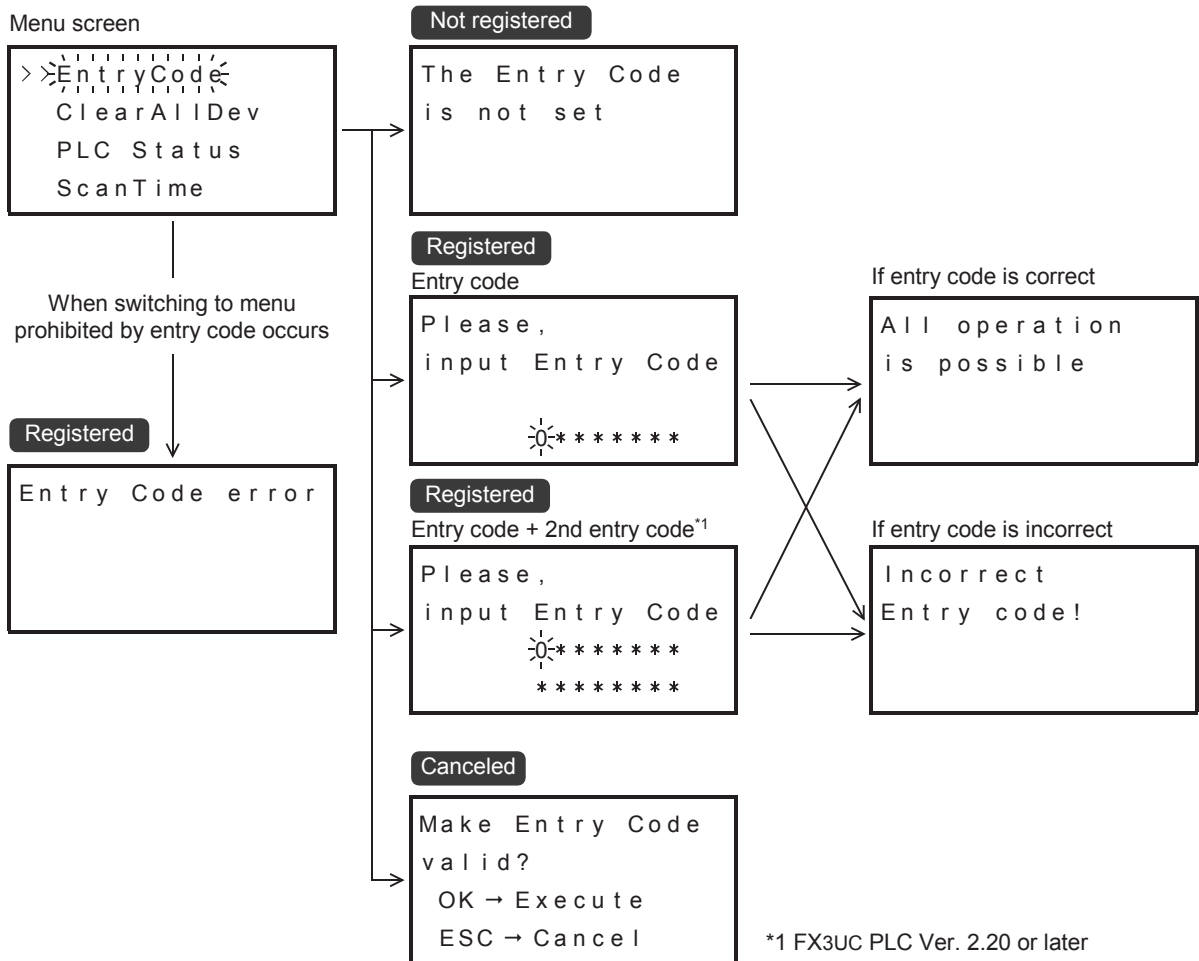 Menu screen
>>EntryCode
ClearAllDev
PLC Status
ScanTime
When switching to menu
prohibited by entry code occurs
Registered
Entry Code error
Not registered
The Entry Code
is not set
Registered
Entry code
Please,
input Entry Code
0*******
Registered
Entry code + 2nd entry code*1
Please,
input Entry Code
0*******
********
Canceled
Make Entry Code
valid?
OK → Execute
ESC → Cancel
If entry code is correct
All operation
is possible
If entry code is incorrect
Incorrect
Entry code!
*1 FX3UC PLC Ver. 2.20 or later